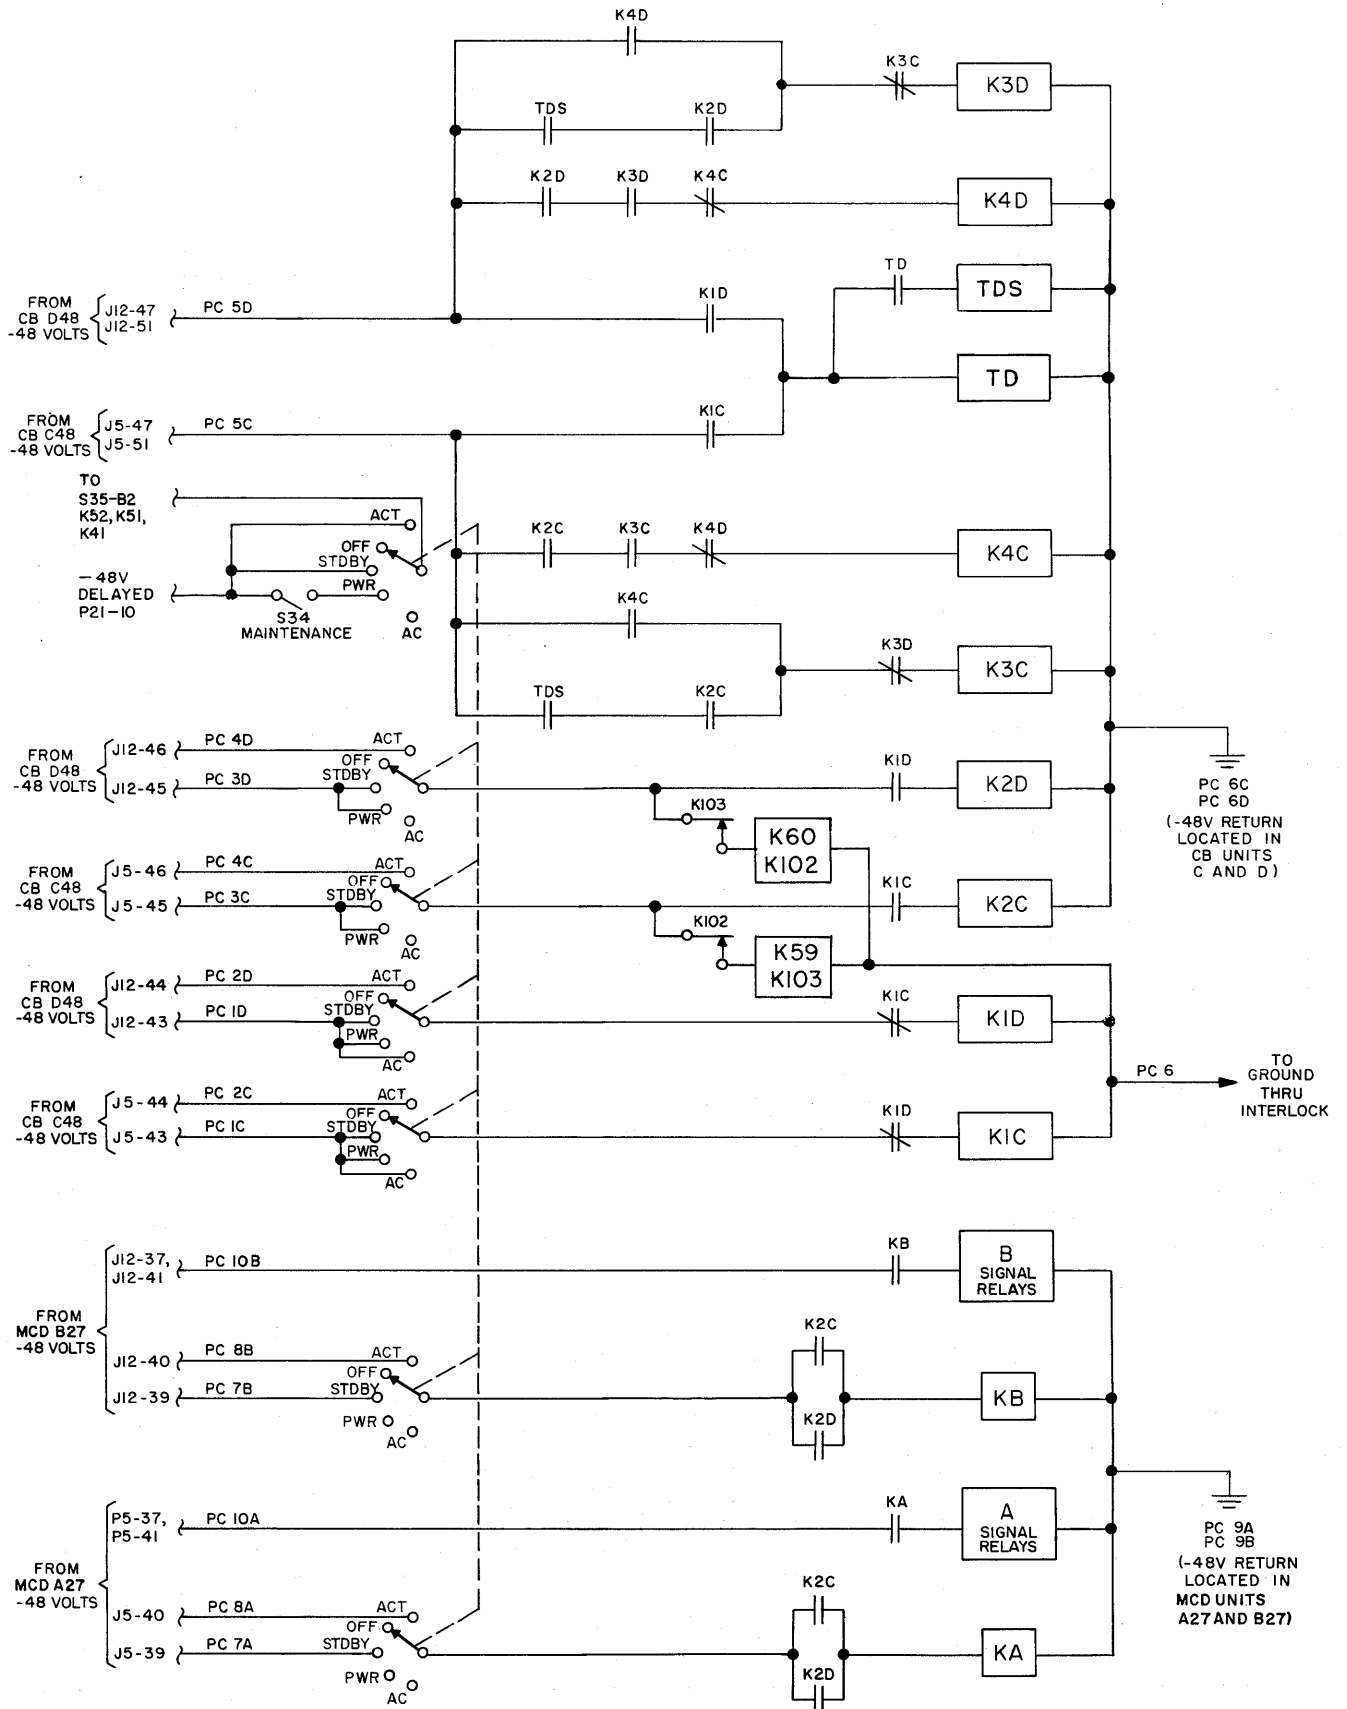 K4D
K3C
K3D
TDS
K2D
K2D
K3D
K4C
K4D
TD
TDS
K1D
FROM
CB D48
-48 VOLTS
J12-47
J12-51
PC 5D
TD
K1C
FROM
CB C48
-48 VOLTS
J5-47
J5-51
PC 5C
TO
S35-B2
K52, K51,
K41
ACT
OFF
STDBY
PWR
AC
-48V
DELAYED
P21-10
S34
MAINTENANCE
K2C
K3C
K4D
K4C
K4C
K3D
K3C
TDS
K2C
FROM
CB D48
-48 VOLTS
J12-46
PC 4D
J12-45
PC 3D
ACT
OFF
STDBY
PWR
AC
K1D
K2D
K103
K60
K102
PC 6C
PC 6D
(-48V RETURN
LOCATED IN
CB UNITS
C AND D)
FROM
CB C48
-48 VOLTS
J5-46
PC 4C
J5-45
PC 3C
ACT
OFF
STDBY
PWR
AC
K1C
K2C
K102
K59
K103
FROM
CB D48
-48 VOLTS
J12-44
PC 2D
J12-43
PC 1D
ACT
OFF
STDBY
PWR
AC
K1C
K1D
PC 6
TO
GROUND
THRU
INTERLOCK
FROM
CB C48
-48 VOLTS
J5-44
PC 2C
J5-43
PC 1C
ACT
OFF
STDBY
PWR
AC
K1D
K1C
FROM
MCD B27
-48 VOLTS
J12-37,
J12-41
PC 10B
KB
B
SIGNAL
RELAYS
J12-40
PC 8B
J12-39
PC 7B
ACT
OFF
STDBY
PWR
AC
K2C
K2D
KB
FROM
MCD A27
-48 VOLTS
P5-37,
P5-41
PC 10A
KA
A
SIGNAL
RELAYS
PC 9A
PC 9B
(-48V RETURN
LOCATED IN
MCD UNITS
A27 AND B27)
J5-40
PC 8A
J5-39
PC 7A
ACT
OFF
STDBY
PWR
AC
K2C
K2D
KA